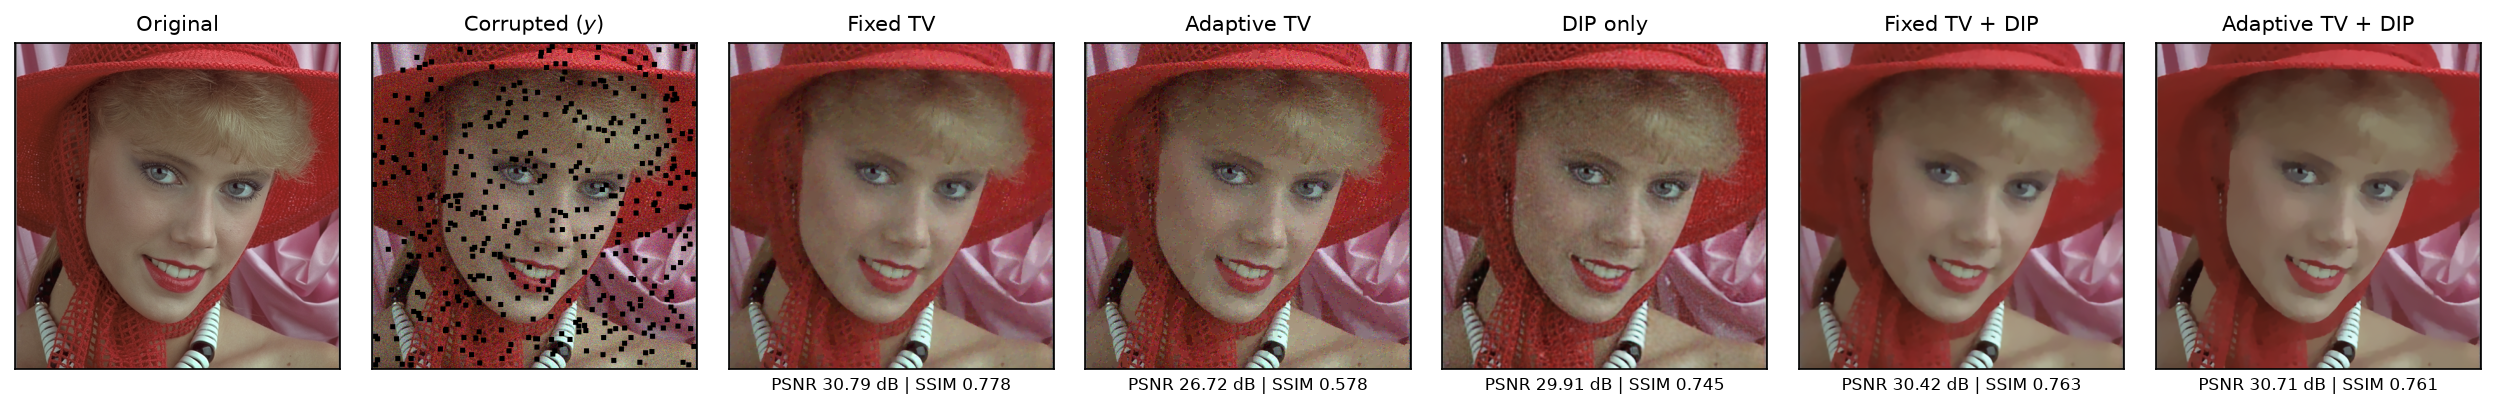 Original
Corrupted (y)
Fixed TV
Adaptive TV
DIP only
Fixed TV + DIP
Adaptive TV + DIP
PSNR 30.79 dB | SSIM 0.778
PSNR 26.72 dB | SSIM 0.578
PSNR 29.91 dB | SSIM 0.745
PSNR 30.42 dB | SSIM 0.763
PSNR 30.71 dB | SSIM 0.761